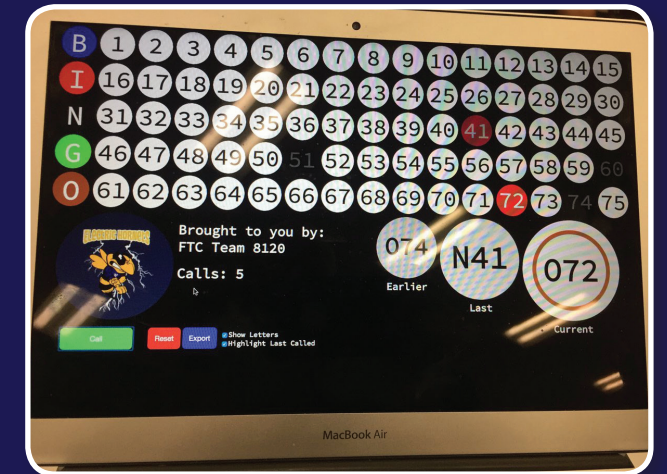 B 1 2 3 4 5 6 7 8 9 10 11 12 13 14 15
I 16 17 18 19 20 21 22 23 24 25 26 27 28 29 30
N 31 32 33 34 35 36 37 38 39 40 41 42 43 44 45
G 46 47 48 49 50 51 52 53 54 55 56 57 58 59 60
O 61 62 63 64 65 66 67 68 69 70 71 72 73 74 75
Brought to you by:
FTC Team 8120
Calls: 5
O74
Earlier
N41
Last
O72
Current
Call
Reset
Export
Show Letters
Highlight Last Called
MacBook Air